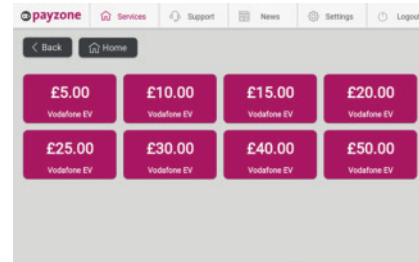 payzone Services Support News Settings Logout
Back Home
£5.00 £10.00 £15.00 £20.00
Vodafone EV Vodafone EV Vodafone EV Vodafone EV
£25.00 £30.00 £40.00 £50.00
Vodafone EV Vodafone EV Vodafone EV Vodafone EV